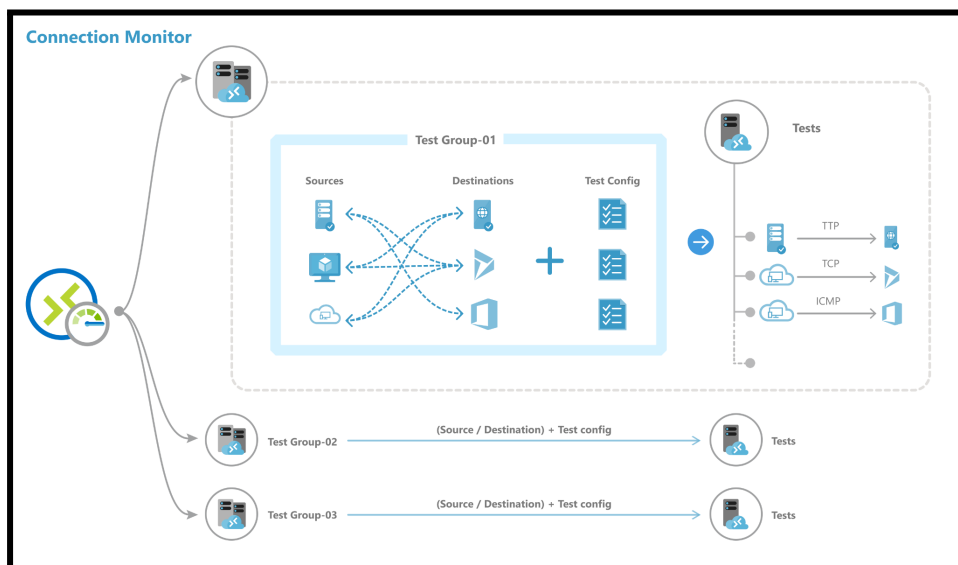 Connection Monitor
Test Group-01
Tests
Sources
Destinations
Test Config
TTP
TCP
ICMP
Test Group-02
(Source / Destination) + Test config
Tests
Test Group-03
(Source / Destination) + Test config
Tests